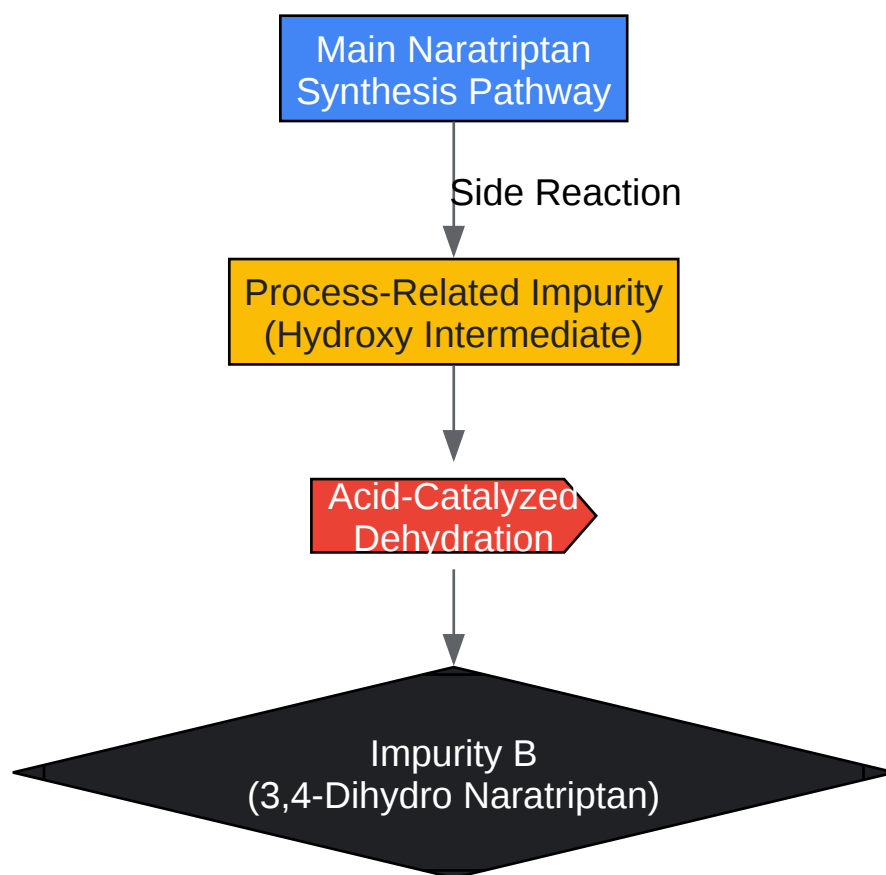 Main Naratriptan
Synthesis Pathway
Side Reaction
Process-Related Impurity
(Hydroxy Intermediate)
Acid-Catalyzed
Dehydration
Impurity B
(3,4-Dihydro Naratriptan)